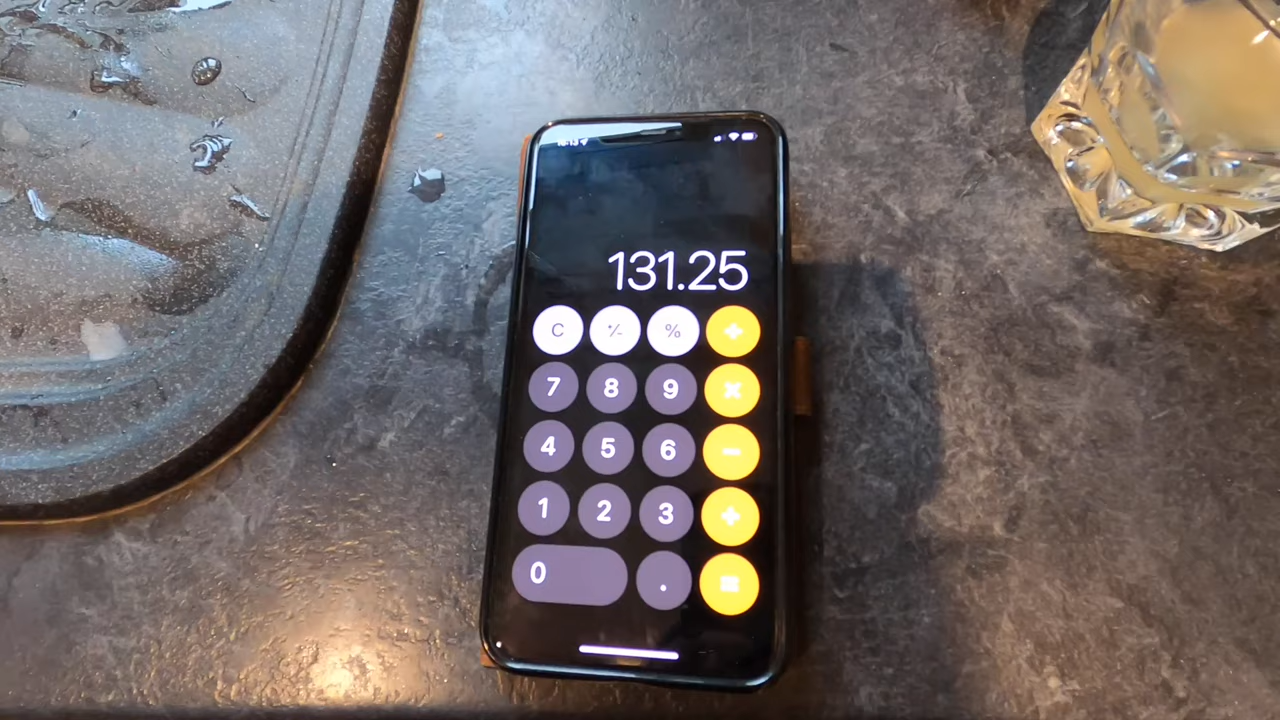 131.25
C +/- %
7 8 9 ×
4 5 6 −
1 2 3 +
0 . =